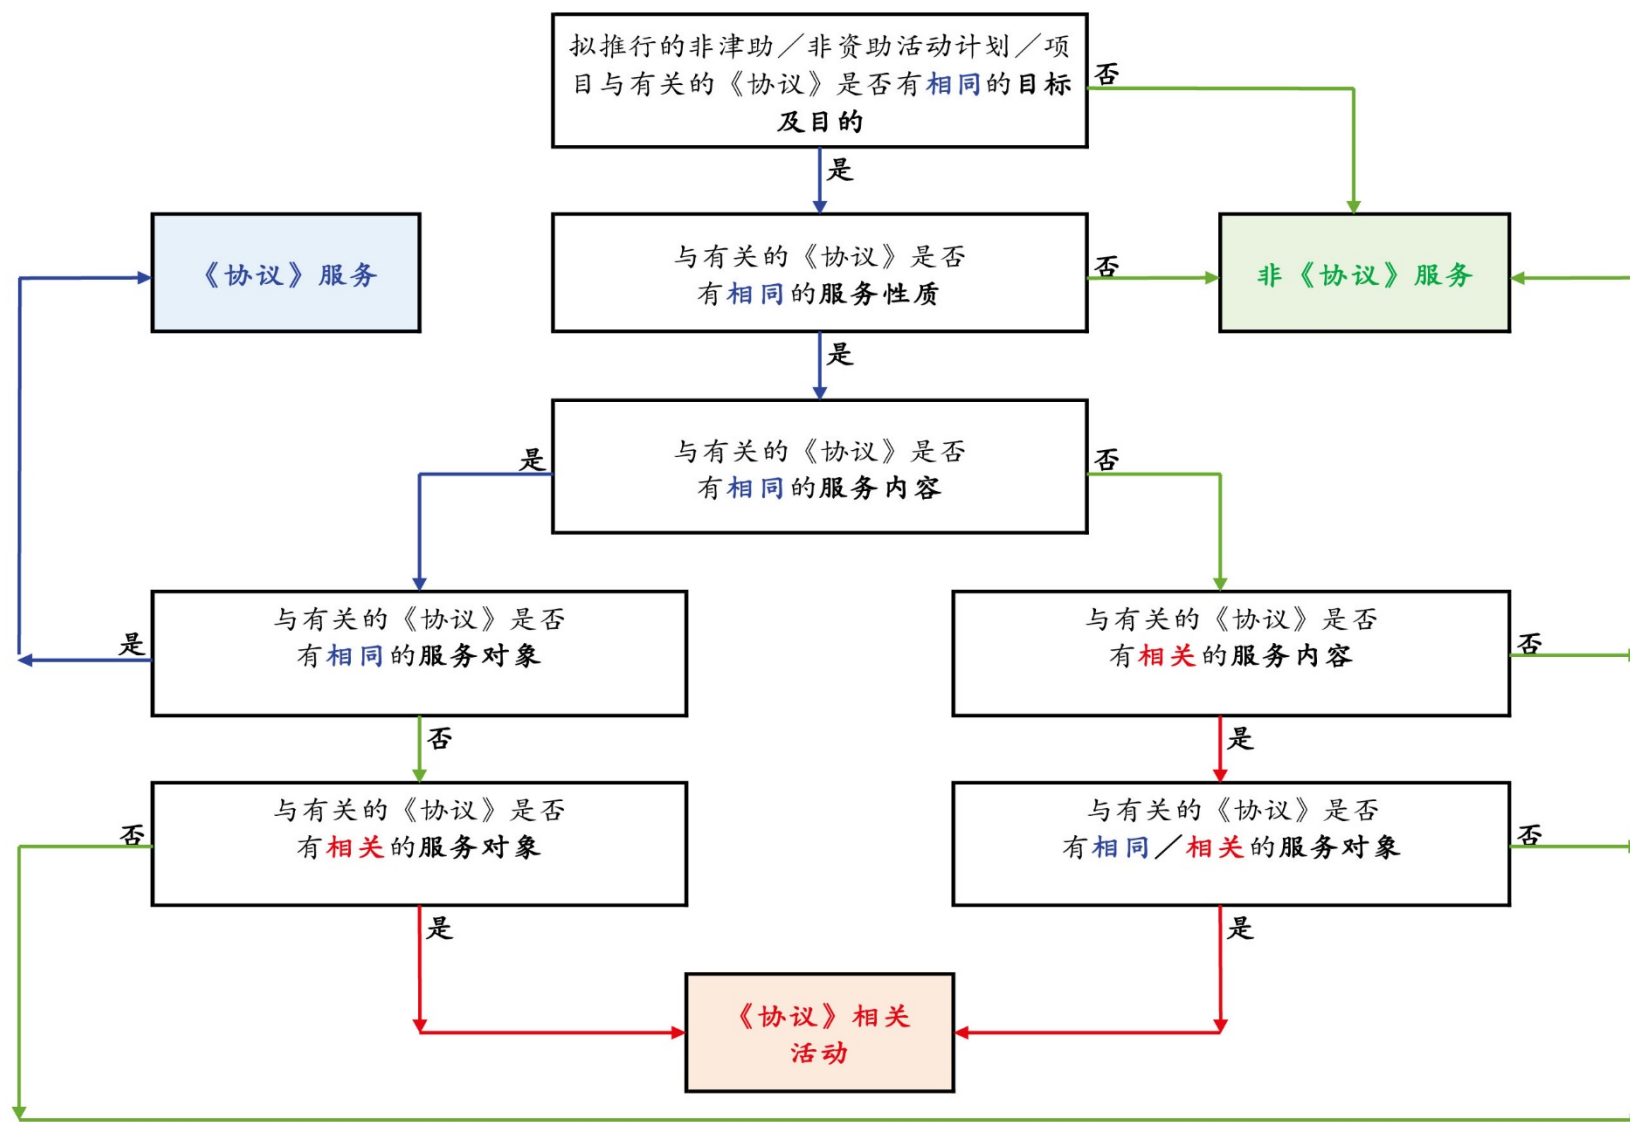 拟推行的非津助／非资助活动计划／项
目与有关的《协议》是否有相同的目标
及目的
否
是
《协议》服务
与有关的《协议》是否
有相同的服务性质
否
非《协议》服务
是
与有关的《协议》是否
有相同的服务内容
是
否
与有关的《协议》是否
有相同的服务对象
是
否
与有关的《协议》是否
有相关的服务内容
否
是
与有关的《协议》是否
有相关的服务对象
否
是
与有关的《协议》是否
有相同／相关的服务对象
否
是
《协议》相关
活动